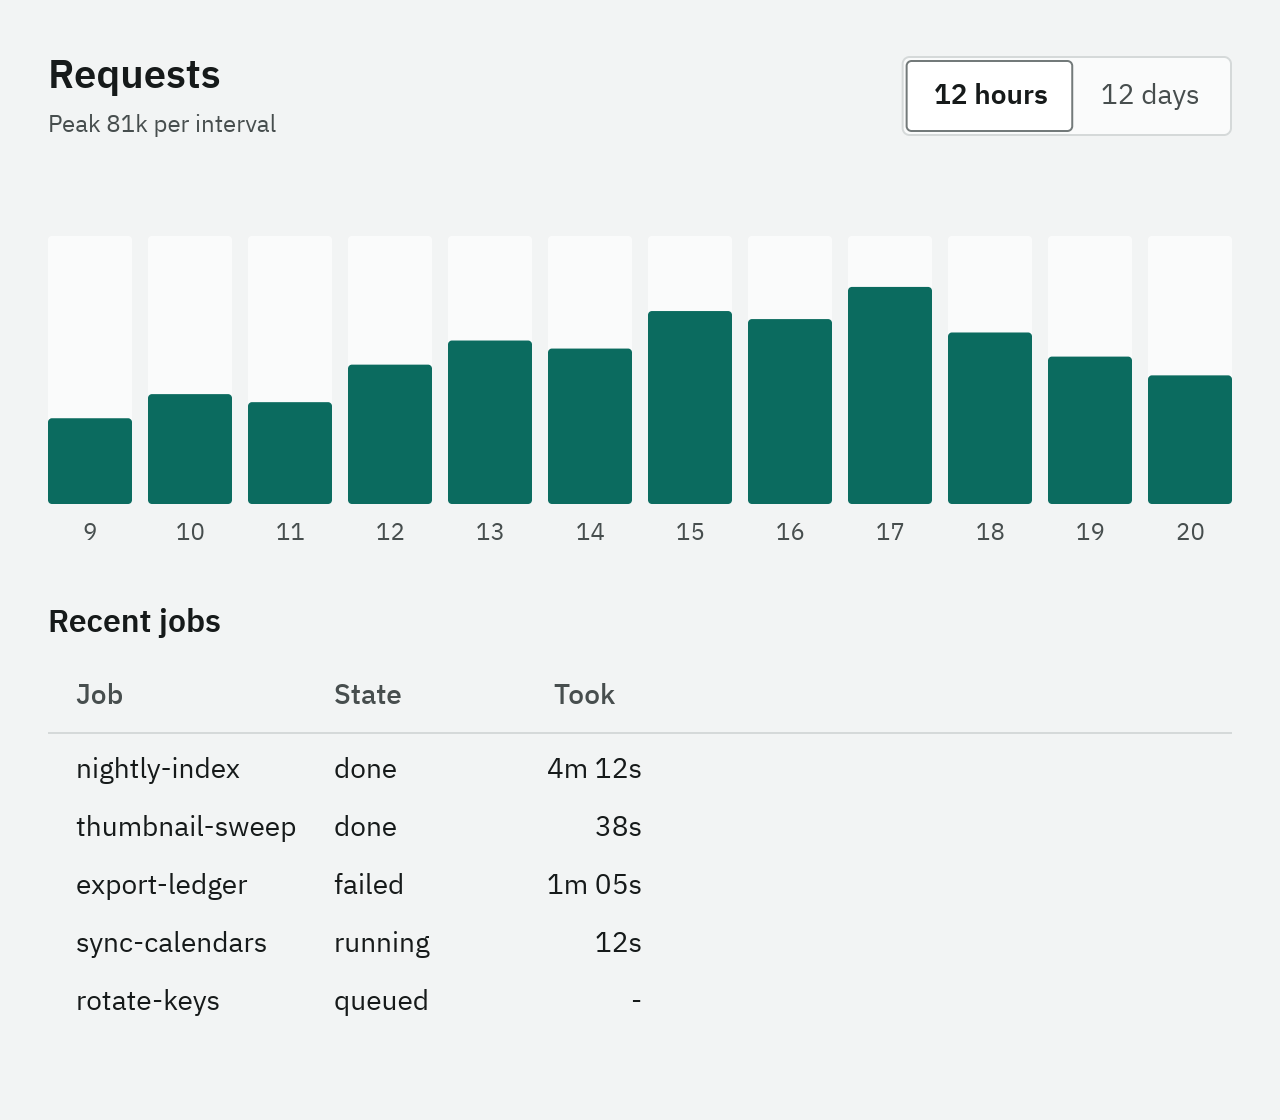 Requests
Peak 81k per interval
12 hours 12 days
9 10 11 12 13 14 15 16 17 18 19 20
Recent jobs
Job State Took
nightly-index done 4m 12s
thumbnail-sweep done 38s
export-ledger failed 1m 05s
sync-calendars running 12s
rotate-keys queued -